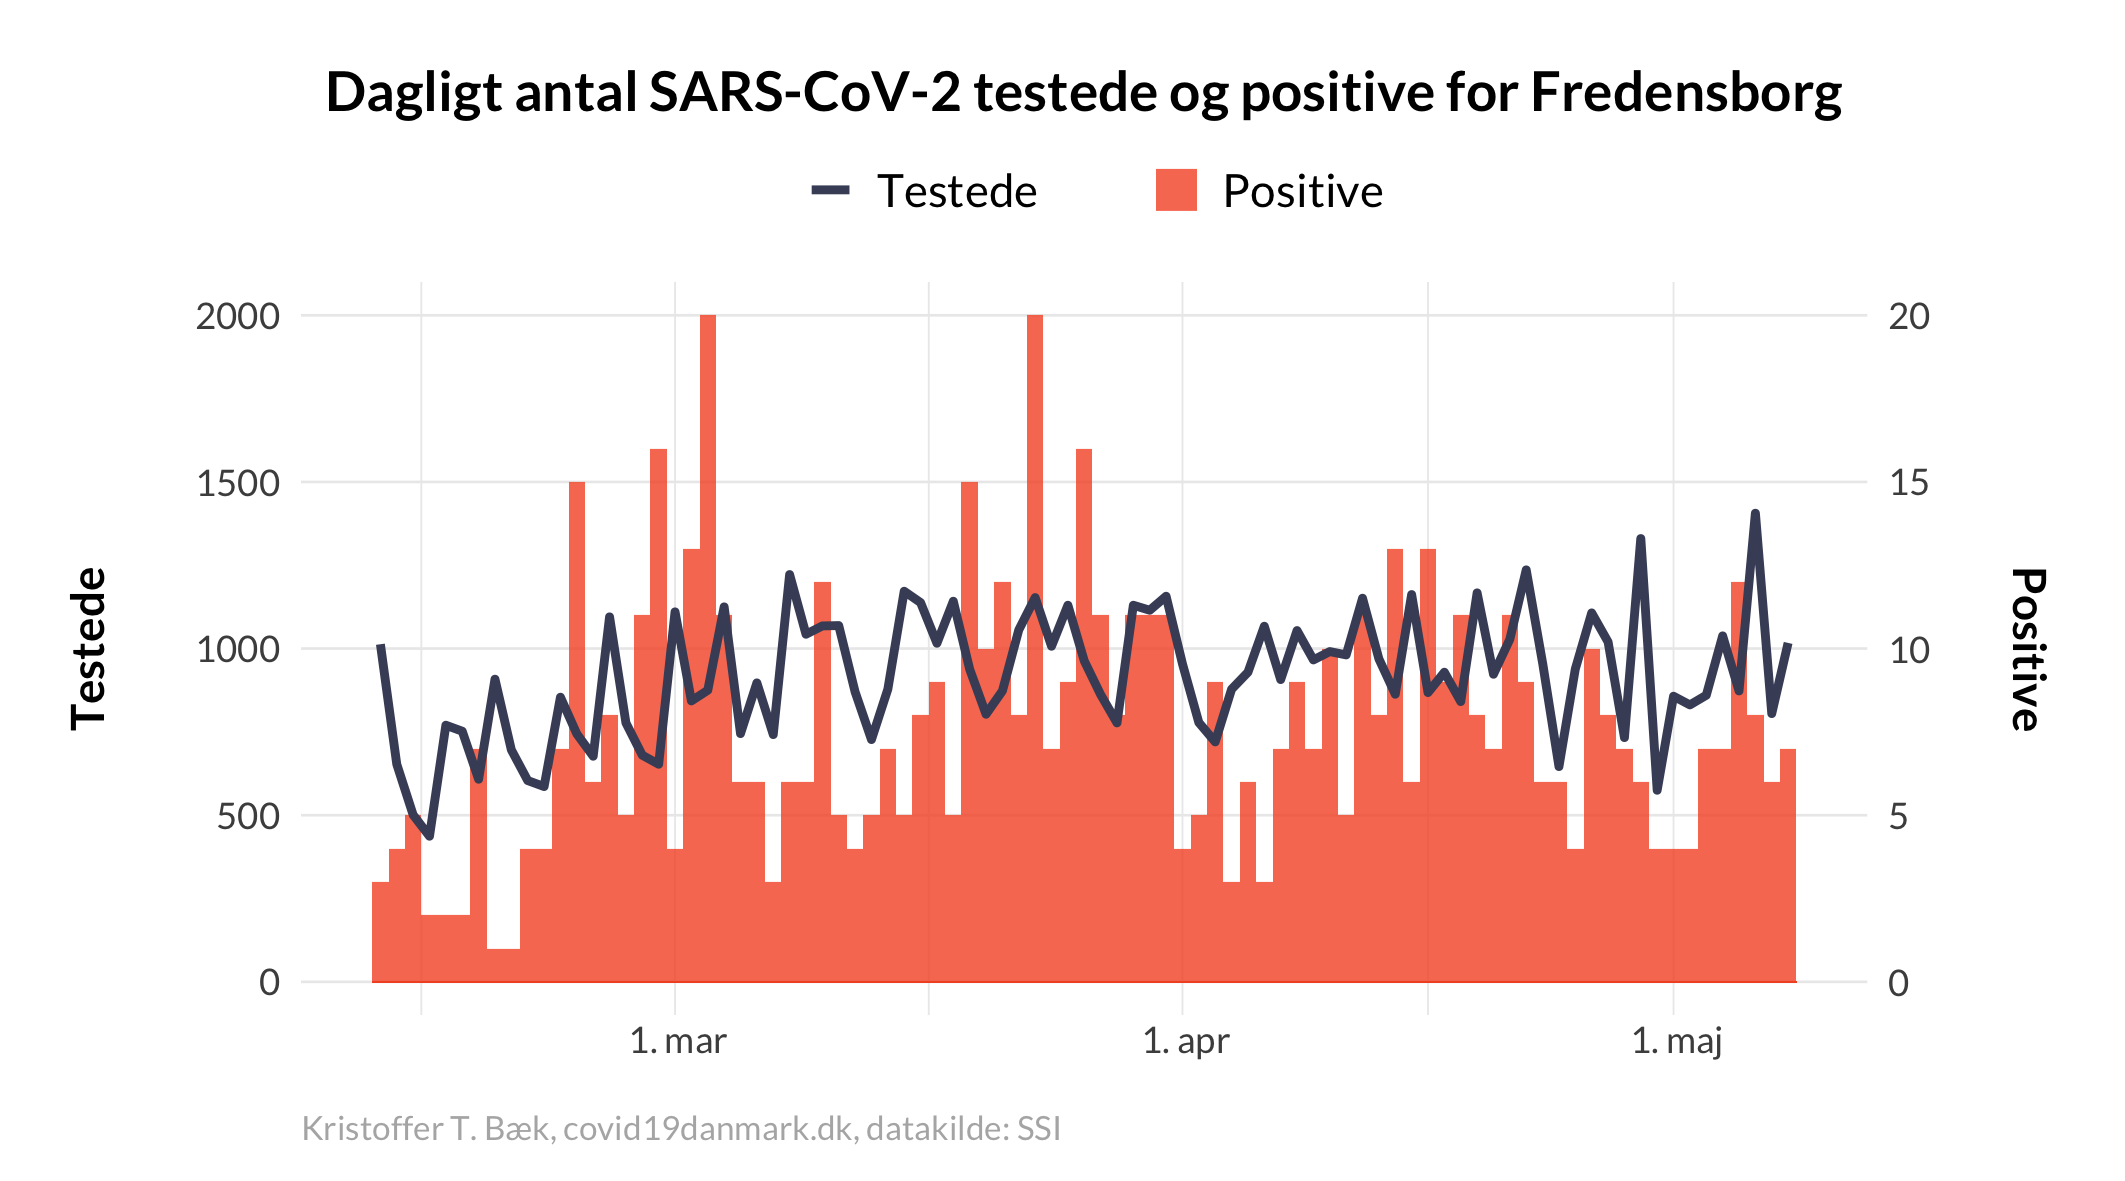 Dagligt antal SARS-CoV-2 testede og positive for Fredensborg
Testede
Positive
2000
1500
1000
500
0
Testede
20
15
10
5
0
Positive
1. mar
1. apr
1. maj
Kristoffer T. Bæk, covid19danmark.dk, datakilde: SSI